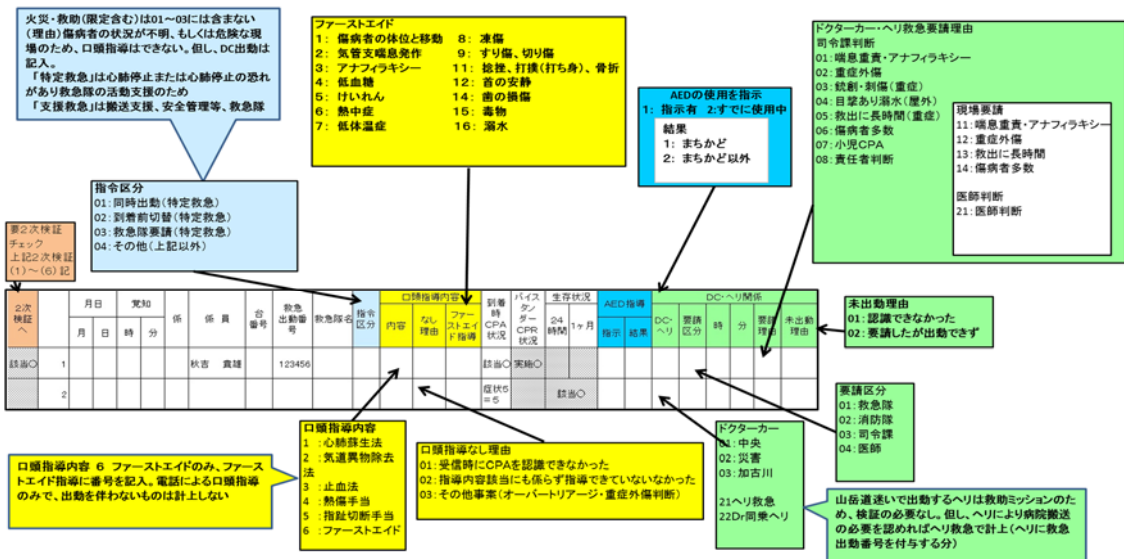 火災・救助(限定含む)は01~03には含まない
(理由)傷病者の状況が不明、もしくは危険な現
場のため、口頭指導はできない。但し、DC出動は
記入。
「特定救急」は心肺停止または心肺停止の恐れ
があり救急隊の活動支援のため
「支援救急」は搬送支援、安全管理等、救急隊
ファーストエイド
1: 傷病者の体位と移動 8: 凍傷
2: 気管支喘息発作 9: すり傷、切り傷
3: アナフィラキシー 11: 捻挫、打撲(打ち身)、骨折
4: 低血糖 12: 首の安静
5: けいれん 14: 歯の損傷
6: 熱中症 15: 毒物
7: 低体温症 16: 溺水
AEDの使用を指示
1: 指示有 2:すでに使用中
結果
1: まちかど
2: まちかど以外
ドクターカー・ヘリ救急要請理由
司令課判断
01:喘息重責・アナフィラキシー
02:重症外傷
03:銃創・刺傷(重症)
04:目撃あり溺水(屋外)
05:救出に長時間(重症)
06:傷病者多数
07:小児CPA
08:責任者判断
現場要請
11:喘息重責・アナフィラキシー
12:重症外傷
13:救出に長時間
14:傷病者多数
医師判断
21:医師判断
指令区分
01:同時出動(特定救急)
02:到着前切替(特定救急)
03:救急隊要請(特定救急)
04:その他(上記以外)
要2次検証
チェック
上記2次検証
(1)~(6)記
2次検証へ 月日 覚知 係 係員 台番号 救急出動番号 救急隊名 指令区分 口頭指導内容 到着時CPA状況 バイスタンダーCPR状況 生存状況 AED指導 DC・ヘリ関係
月 日 時 分 内容 なし理由 ファーストエイド指導 24時間 1ヶ月 指示 結果 DC・ヘリ 要請区分 時 分 要請理由 未出動理由
該当○ 1 秋吉 貴雄 123456 該当○ 実施○
2 症状5=5 該当○
未出動理由
01:認識できなかった
02:要請したが出動できず
要請区分
01:救急隊
02:消防隊
03:司令課
04:医師
口頭指導内容 6 ファーストエイドのみ、ファー
ストエイド指導に番号を記入。電話による口頭指導
のみで、出動を伴わないものは計上しない
口頭指導内容
1 :心肺蘇生法
2 :気道異物除去
法
3 :止血法
4 :熱傷手当
5 :指趾切断手当
6 :ファーストエイド
口頭指導なし理由
01:受信時にCPAを認識できなかった
02:指導内容該当にも係らず指導できていないなかった
03:その他事案(オーバートリアージ・重症外傷判断)
ドクターカー
01:中央
02:災害
03:加古川
21ヘリ救急
22Dr同乗ヘリ
山岳道迷いで出動するヘリは救助ミッションのた
め、検証の必要なし。但し、ヘリにより病院搬送
の必要を認めればヘリ救急で計上(ヘリに救急
出動番号を付与する分)